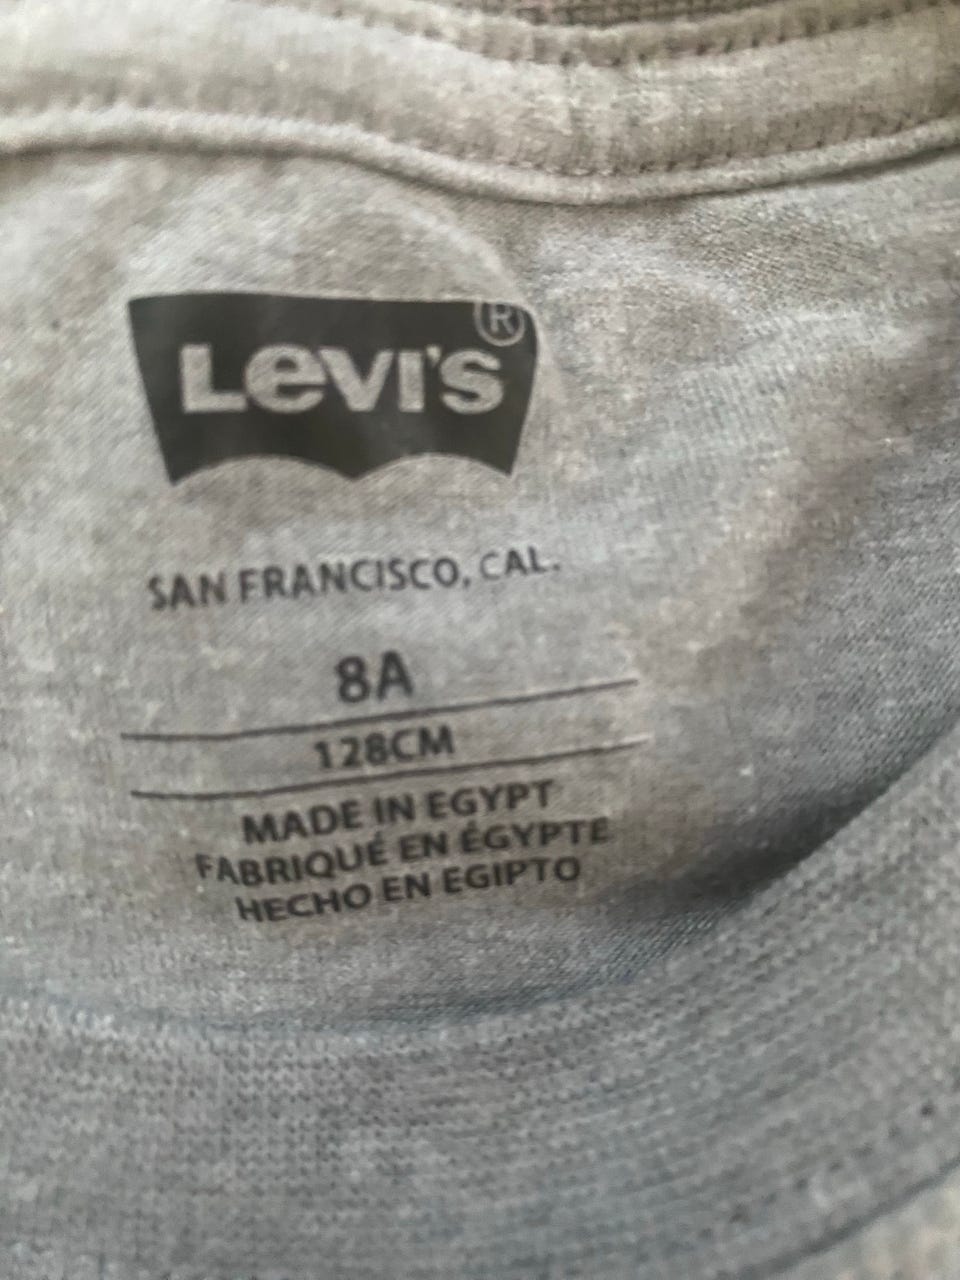 Levi's ®
SAN FRANCISCO, CAL.
8A
128CM
MADE IN EGYPT
FABRIQUÉ EN ÉGYPTE
HECHO EN EGIPTO